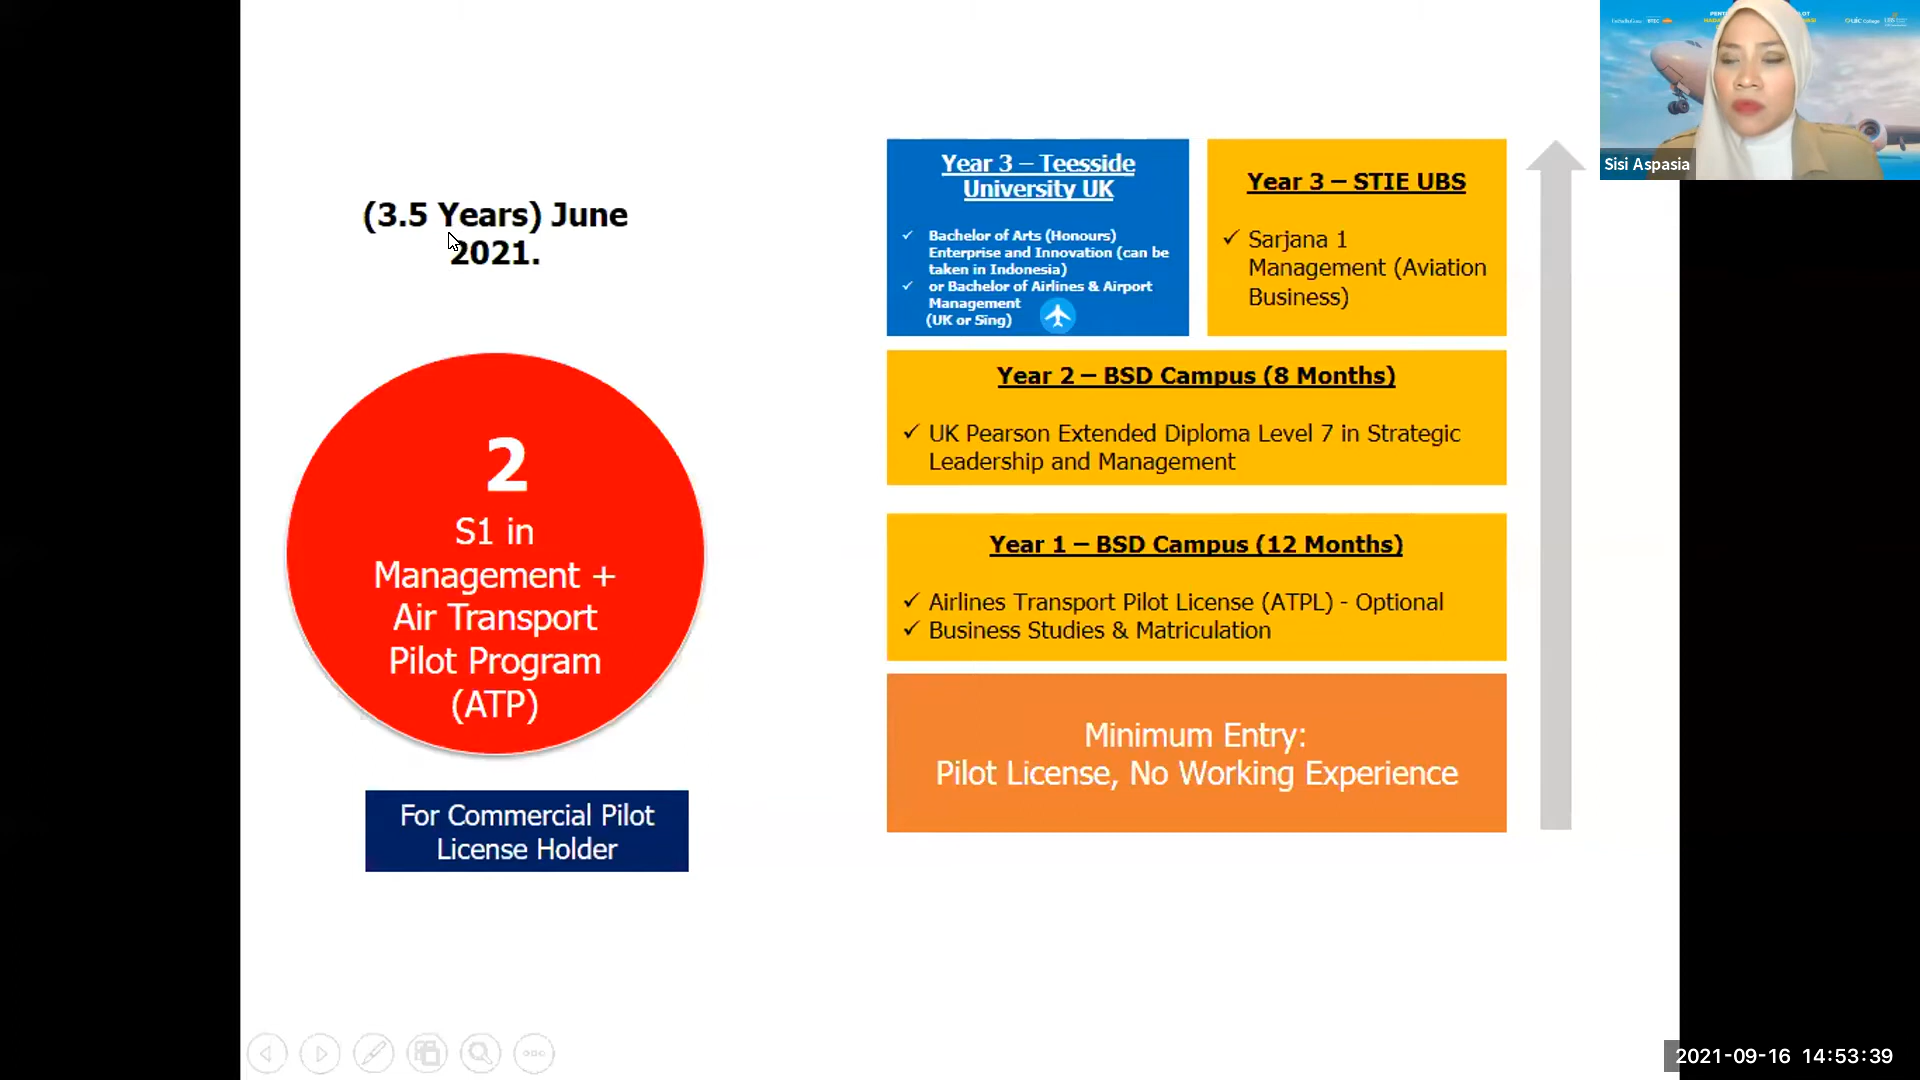 (3.5 Years) June
2021.
2
S1 in
Management +
Air Transport
Pilot Program
(ATP)
For Commercial Pilot
License Holder
Year 3 – Teesside
University UK
✓ Bachelor of Arts (Honours)
Enterprise and Innovation (can be
taken in Indonesia)
✓ or Bachelor of Airlines & Airport
Management
(UK or Sing)
Year 3 – STIE UBS
✓ Sarjana 1
Management (Aviation
Business)
Year 2 – BSD Campus (8 Months)
✓ UK Pearson Extended Diploma Level 7 in Strategic
Leadership and Management
Year 1 – BSD Campus (12 Months)
✓ Airlines Transport Pilot License (ATPL) - Optional
✓ Business Studies & Matriculation
Minimum Entry:
Pilot License, No Working Experience
Sisi Aspasia
2021-09-16 14:53:39